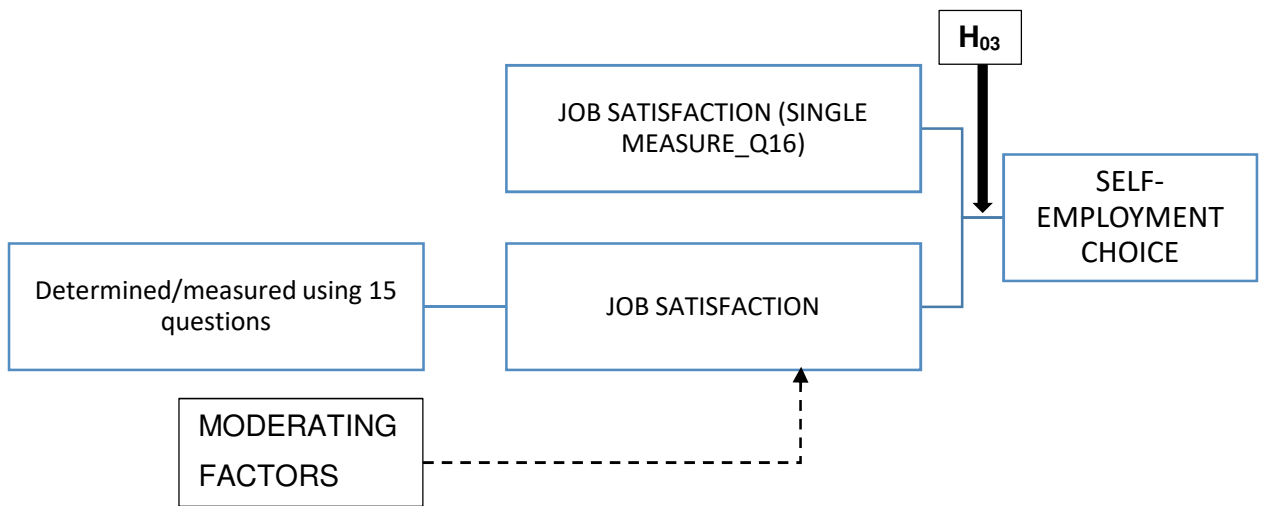 H03
JOB SATISFACTION (SINGLE
MEASURE_Q16)
SELF-
EMPLOYMENT
CHOICE
Determined/measured using 15
questions
JOB SATISFACTION
MODERATING
FACTORS